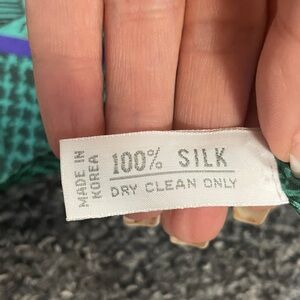 MADE IN
KOREA
100% SILK
DRY CLEAN ONLY